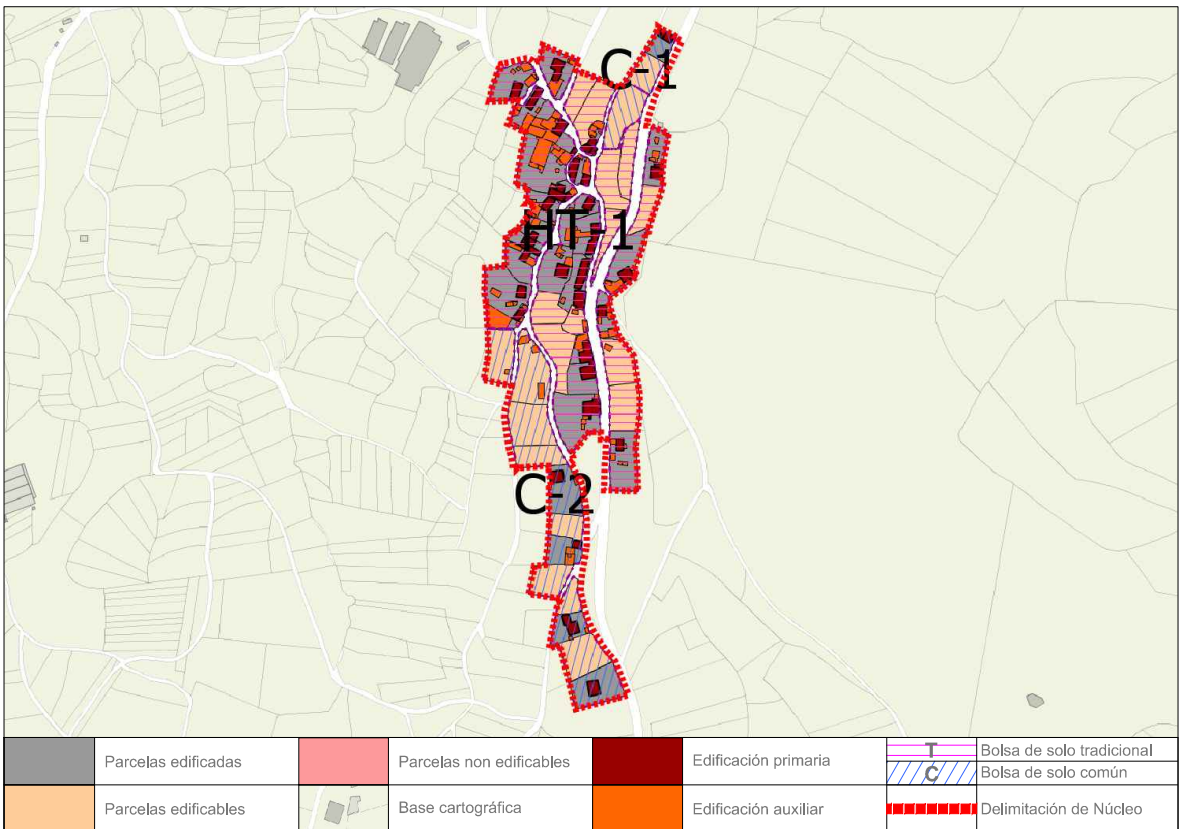 C-1
HT-1
C-2
Parcelas edificadas
Parcelas non edificables
Edificación primaria
T
Bolsa de solo tradicional
C
Bolsa de solo común
Parcelas edificables
Base cartográfica
Edificación auxiliar
Delimitación de Núcleo